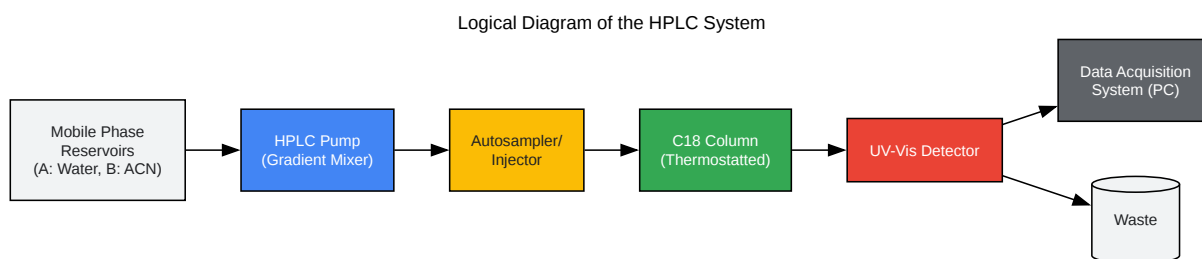 Logical Diagram of the HPLC System
Mobile Phase
Reservoirs
(A: Water, B: ACN)
HPLC Pump
(Gradient Mixer)
Autosampler/
Injector
C18 Column
(Thermostatted)
UV-Vis Detector
Data Acquisition
System (PC)
Waste